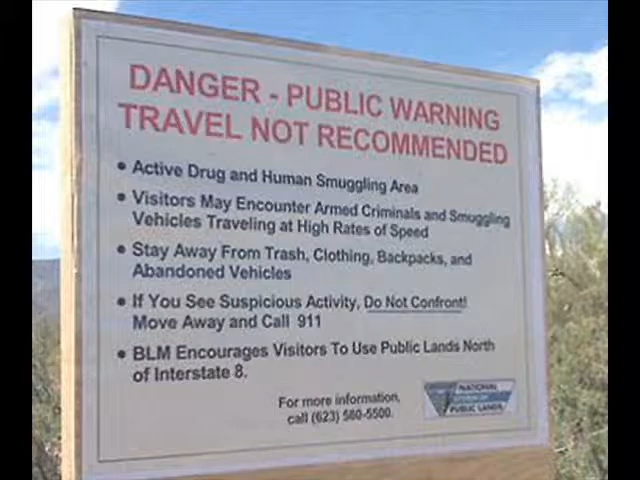 DANGER - PUBLIC WARNING
TRAVEL NOT RECOMMENDED
• Active Drug and Human Smuggling Area
• Visitors May Encounter Armed Criminals and Smuggling
Vehicles Traveling at High Rates of Speed
• Stay Away From Trash, Clothing, Backpacks, and
Abandoned Vehicles
• If You See Suspicious Activity, Do Not Confront!
Move Away and Call 911
• BLM Encourages Visitors To Use Public Lands North
of Interstate 8.
For more information,
call (623) 580-5500.
NATIONAL
PUBLIC LANDS